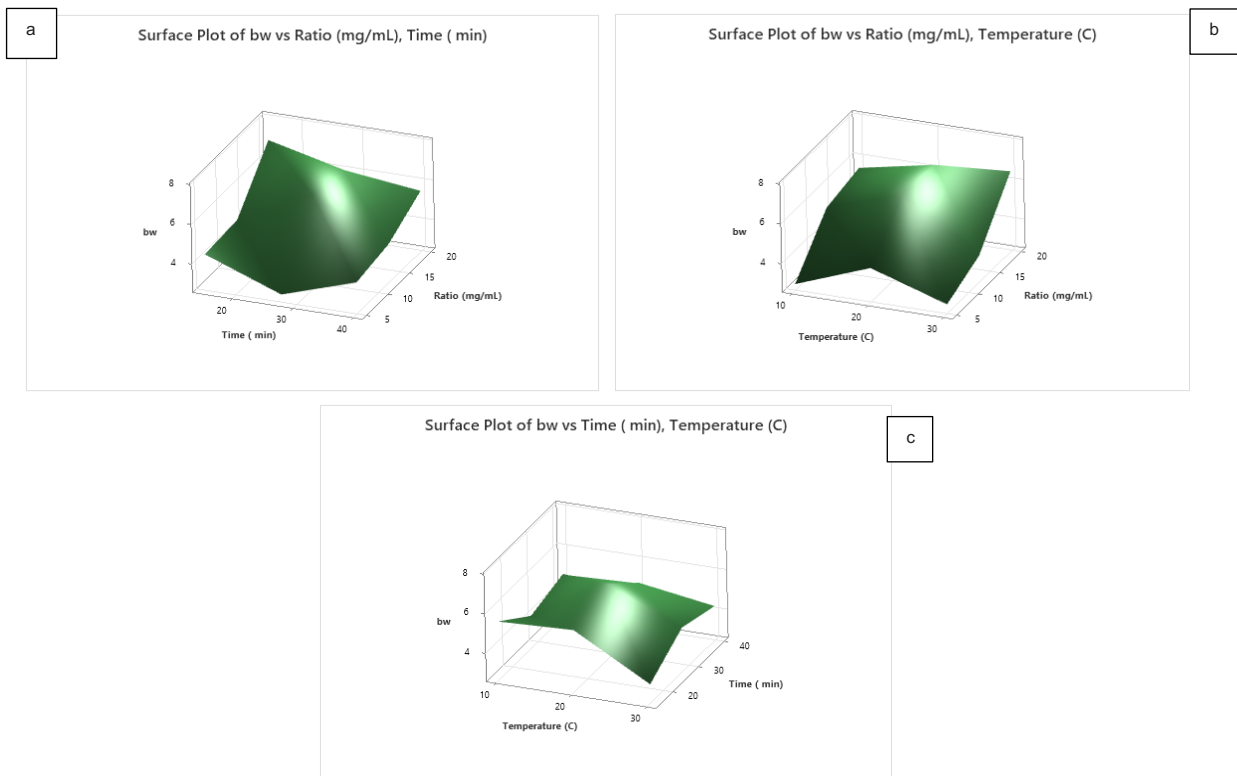 a
Surface Plot of bw vs Ratio (mg/mL), Time ( min)
8
6
bw
4
20
15
10
5
Ratio (mg/mL)
20
30
40
Time ( min)
b
Surface Plot of bw vs Ratio (mg/mL), Temperature (C)
8
6
bw
4
20
15
10
5
Ratio (mg/mL)
10
20
30
Temperature (C)
c
Surface Plot of bw vs Time ( min), Temperature (C)
8
6
bw
4
40
30
20
Time ( min)
10
20
30
Temperature (C)